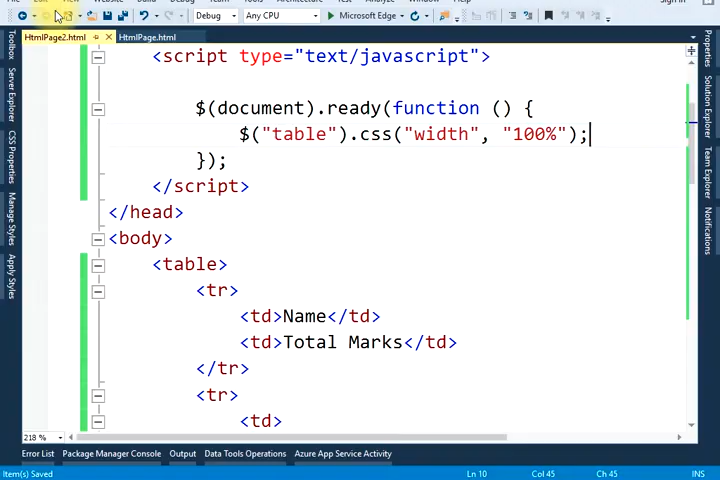 Debug
Any CPU
Microsoft Edge
HtmlPage2.html
HtmlPage.html
Toolbox
Server Explorer
CSS Properties
Manage Styles
Apply Styles
<script type="text/javascript">
$(document).ready(function () {
$("table").css("width", "100%");
});
</script>
</head>
<body>
<table>
<tr>
<td>Name</td>
<td>Total Marks</td>
</tr>
<tr>
<td>
Properties
Solution Explorer
Team Explorer
Notifications
218 %
Error List
Package Manager Console
Output
Data Tools Operations
Azure App Service Activity
Item(s) Saved
Ln 10
Col 45
Ch 45
INS